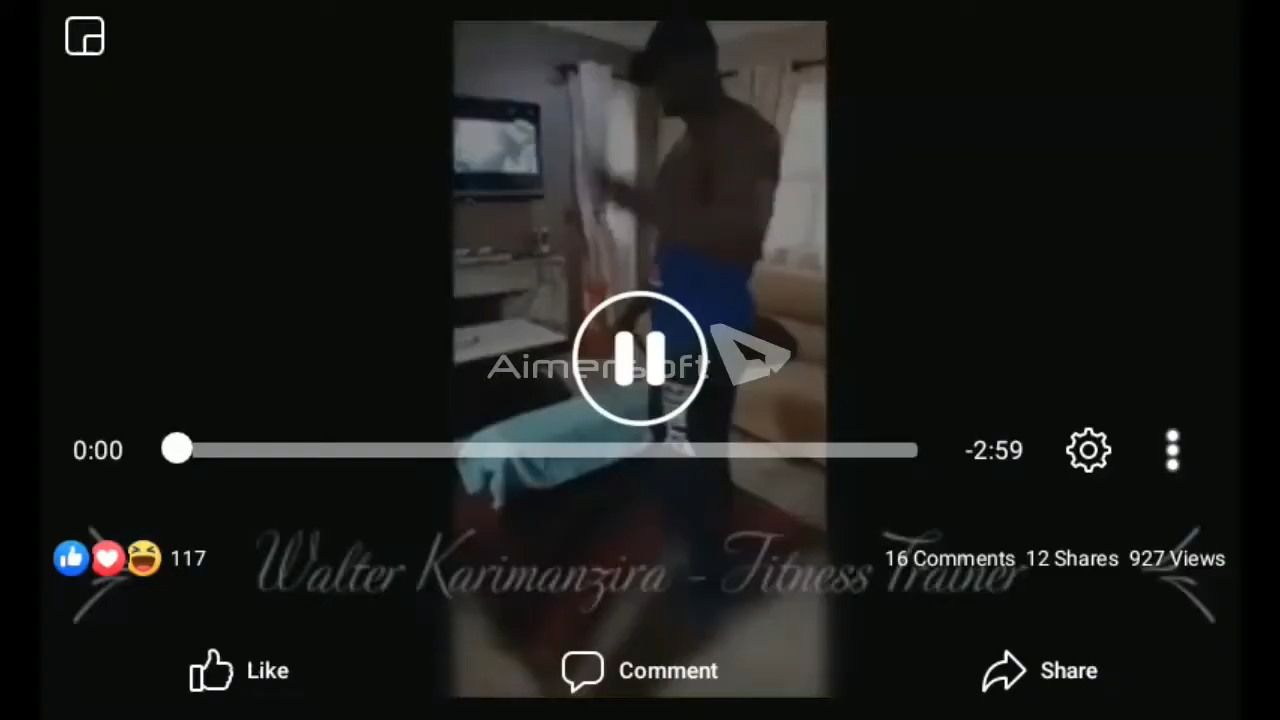 Aimersoft
0:00
-2:59
117
16 Comments 12 Shares 927 Views
Walter Karimanzira - Fitness Trainer
Like
Comment
Share